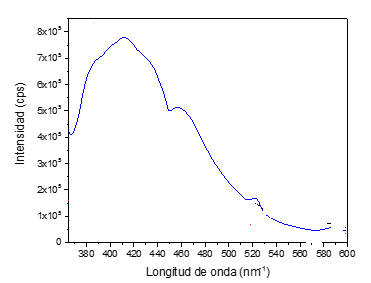 8x10⁵
7x10⁵
6x10⁵
5x10⁵
4x10⁵
3x10⁵
2x10⁵
1x10⁵
0
Intensidad (cps)
380 400 420 440 460 480 500 520 540 560 580 600
Longitud de onda (nm⁻¹)